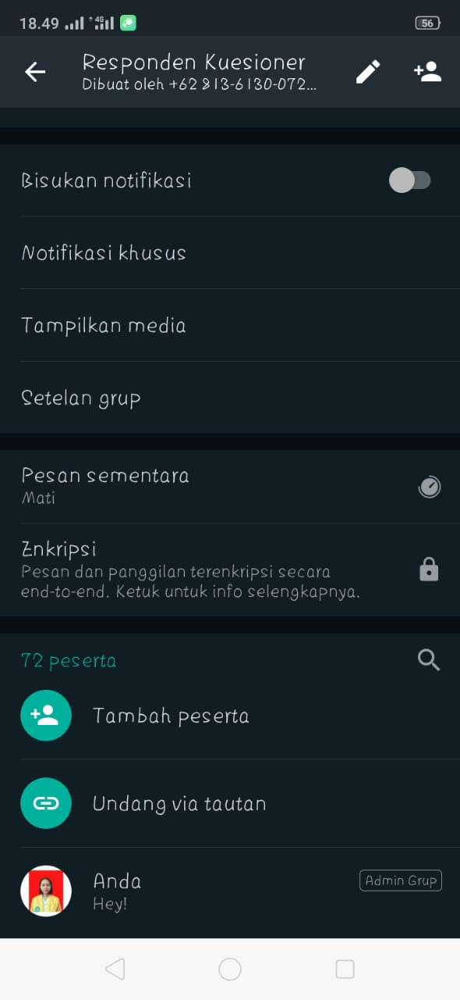 18.49
4G
56
Responden Kuesioner
Dibuat oleh +62 813-6130-072...
Bisukan notifikasi
Notifikasi khusus
Tampilkan media
Setelan grup
Pesan sementara
Mati
Enkripsi
Pesan dan panggilan terenkripsi secara
end-to-end. Ketuk untuk info selengkapnya.
72 peserta
Tambah peserta
Undang via tautan
Anda
Admin Grup
Hey!